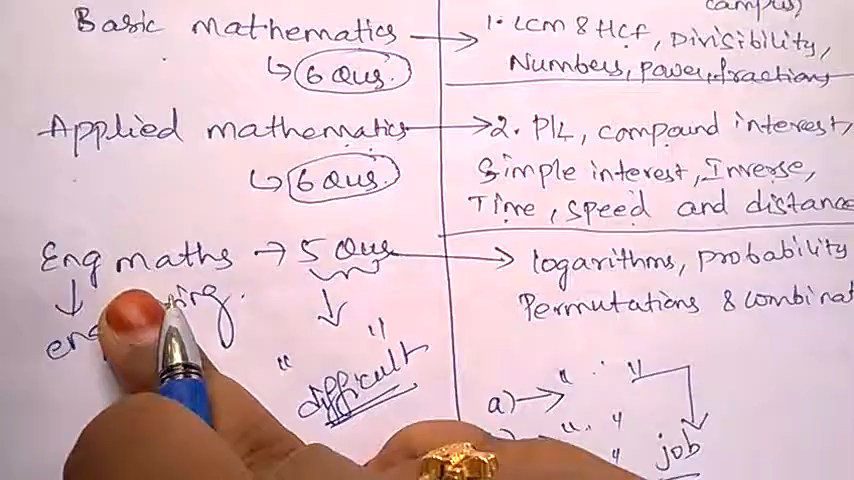 campus)
Basic mathematics → 1. LCM & HCF, Divisibility,
↳ 6 Qus. Numbers, power, fractions
Applied mathematics → 2. P/L, compound interest,
↳ 6 Qus. Simple interest, Inverse,
Time, speed and distance
Eng maths → 5 Qus → logarithms, probability
Permutations & combinat
"difficult"
a) →
job